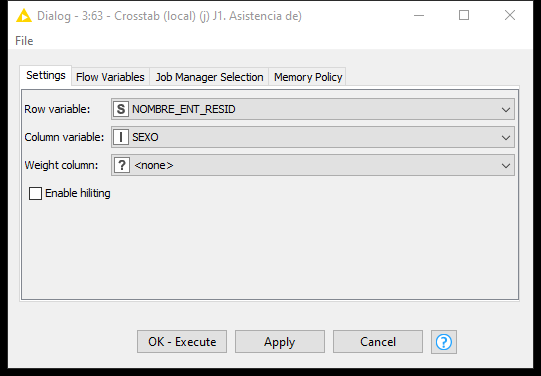 Dialog - 3:63 - Crosstab (local) (j) J1. Asistencia de)
File
Settings Flow Variables Job Manager Selection Memory Policy
Row variable: S NOMBRE_ENT_RESID
Column variable: I SEXO
Weight column: ? <none>
Enable hiliting
OK - Execute Apply Cancel ?